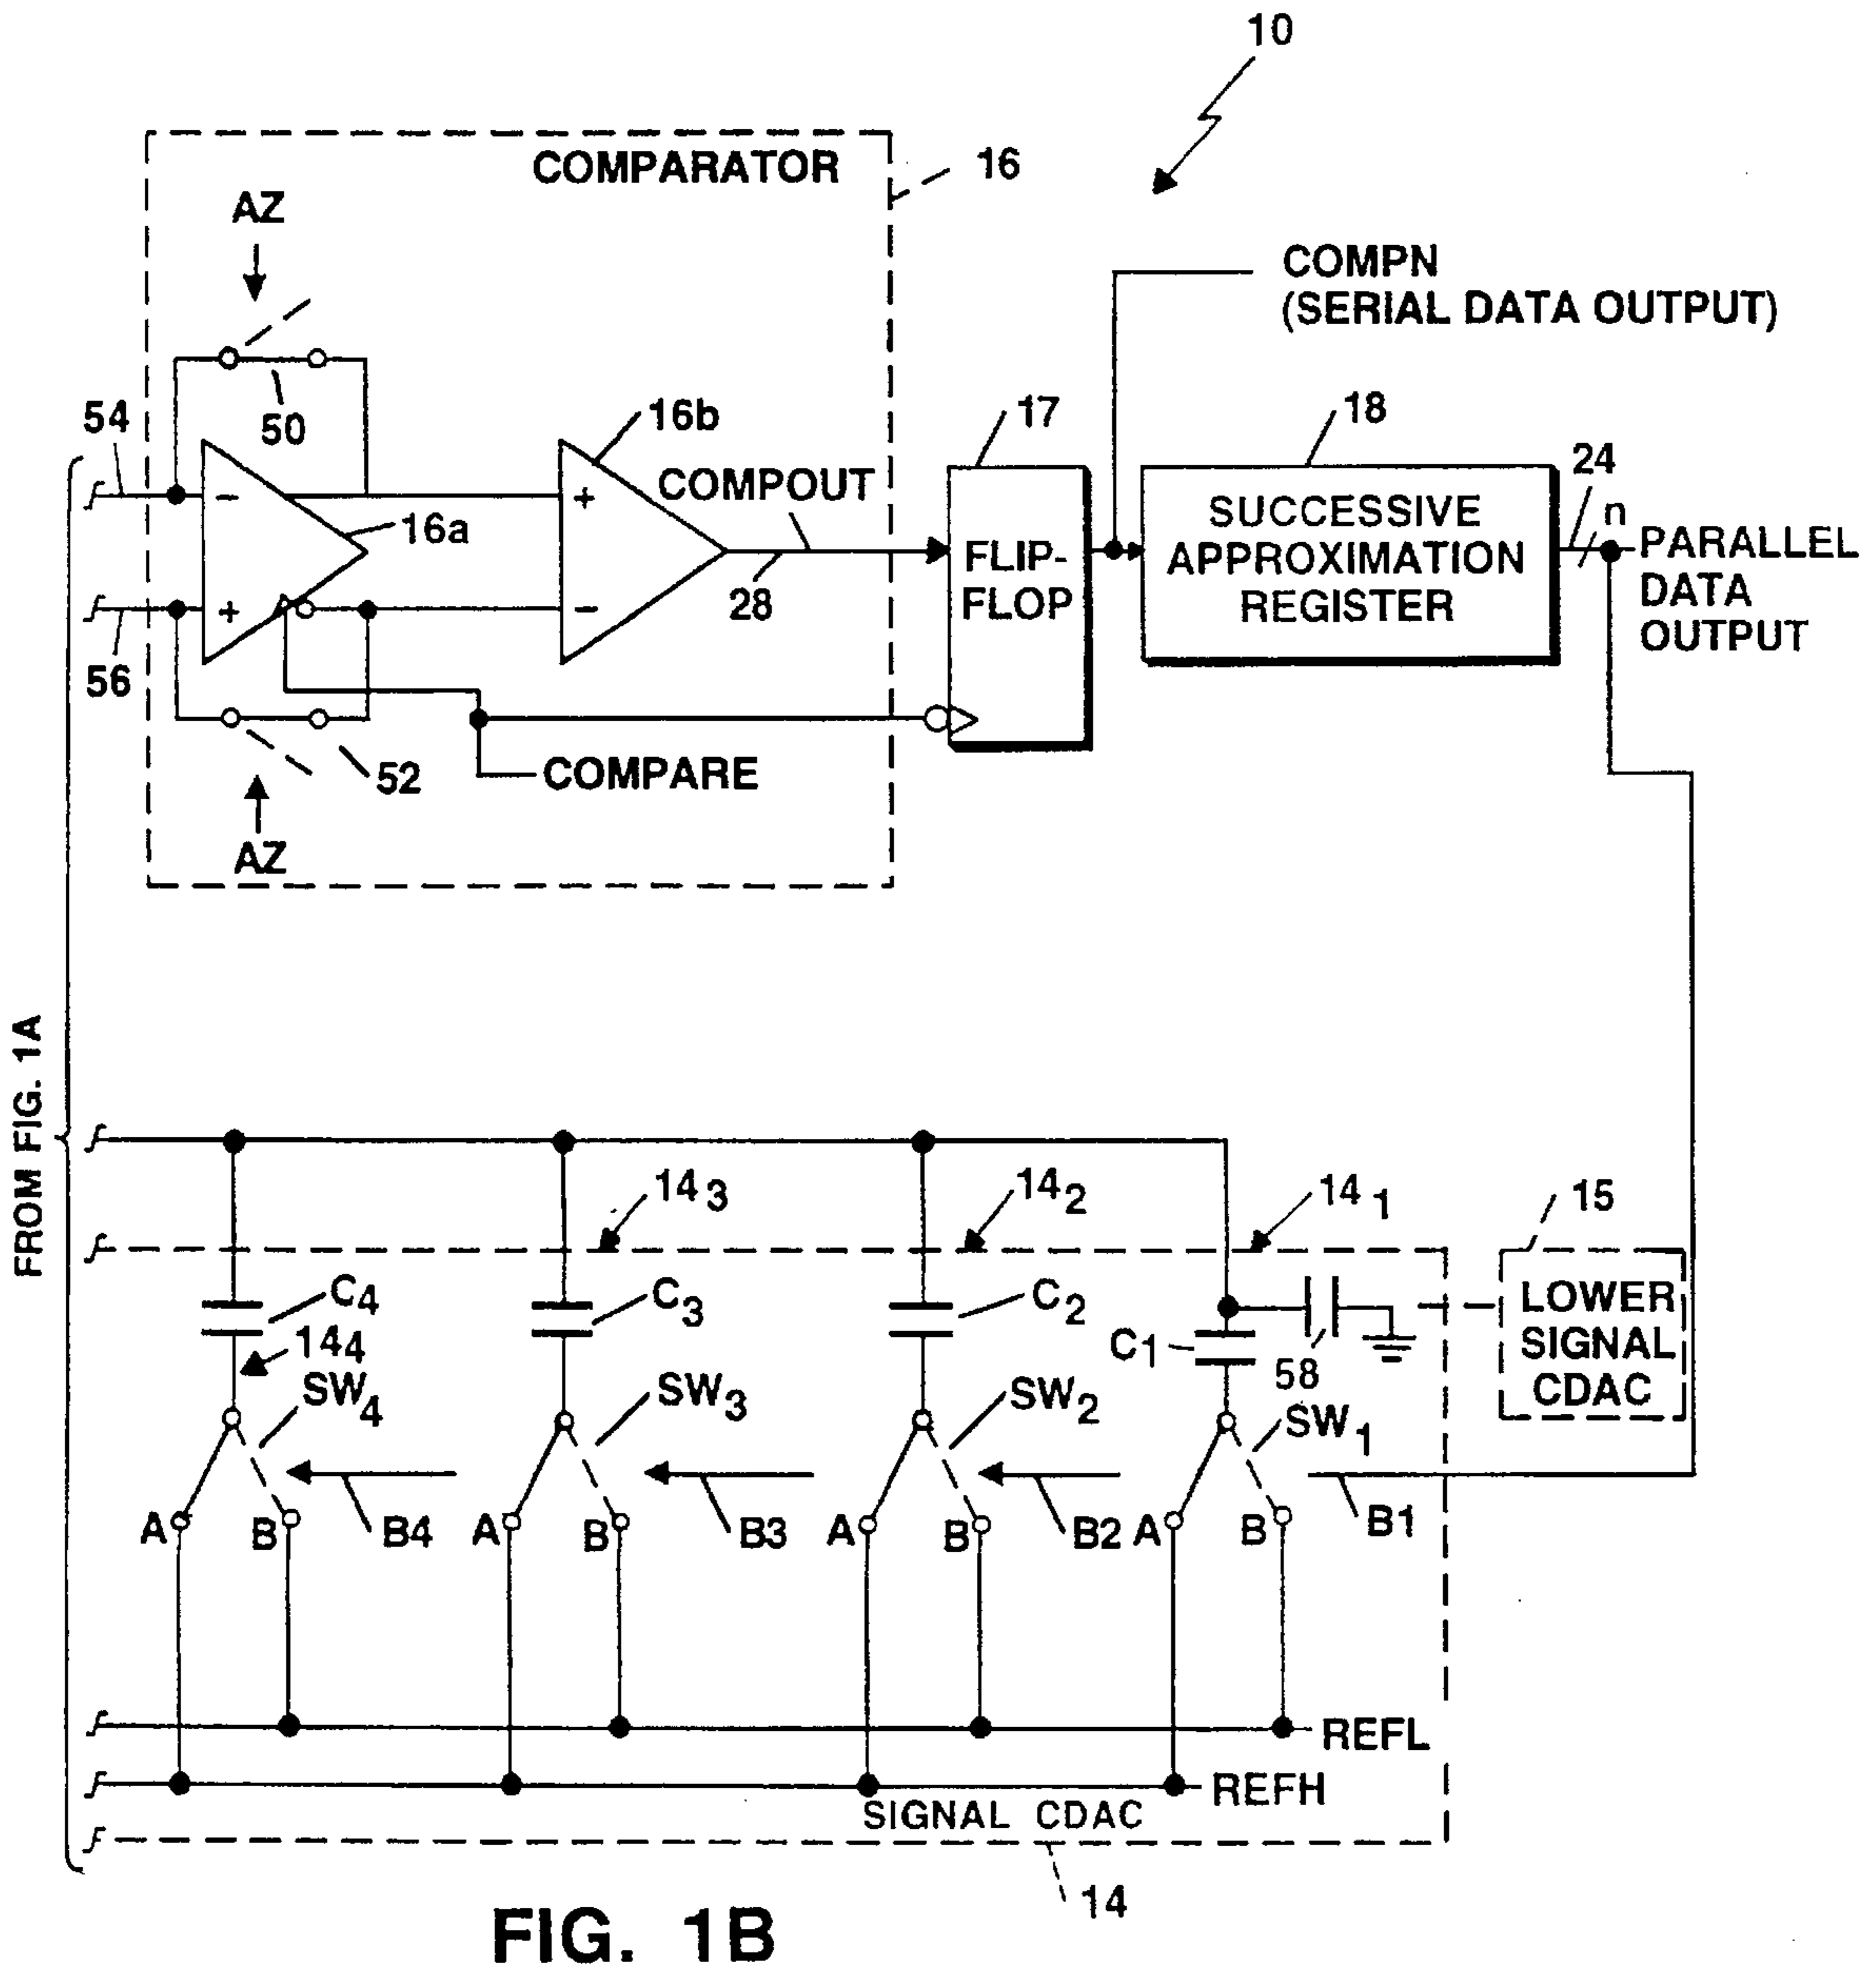 10
COMPARATOR
16
AZ
COMPN
(SERIAL DATA OUTPUT)
50
54
16b
17
18
24
n
COMPOUT
-
+
16a
SUCCESSIVE
APPROXIMATION
REGISTER
FLIP-
FLOP
PARALLEL
DATA
OUTPUT
28
+
-
56
52
COMPARE
AZ
FROM FIG. 1A
14 3
14 2
14 1
15
C4
C3
C2
C1
58
LOWER
SIGNAL
CDAC
14 4
SW4
SW3
SW2
SW1
A
B
B4
A
B
B3
A
B
B2
A
B
B1
REFL
REFH
SIGNAL CDAC
14
FIG. 1B